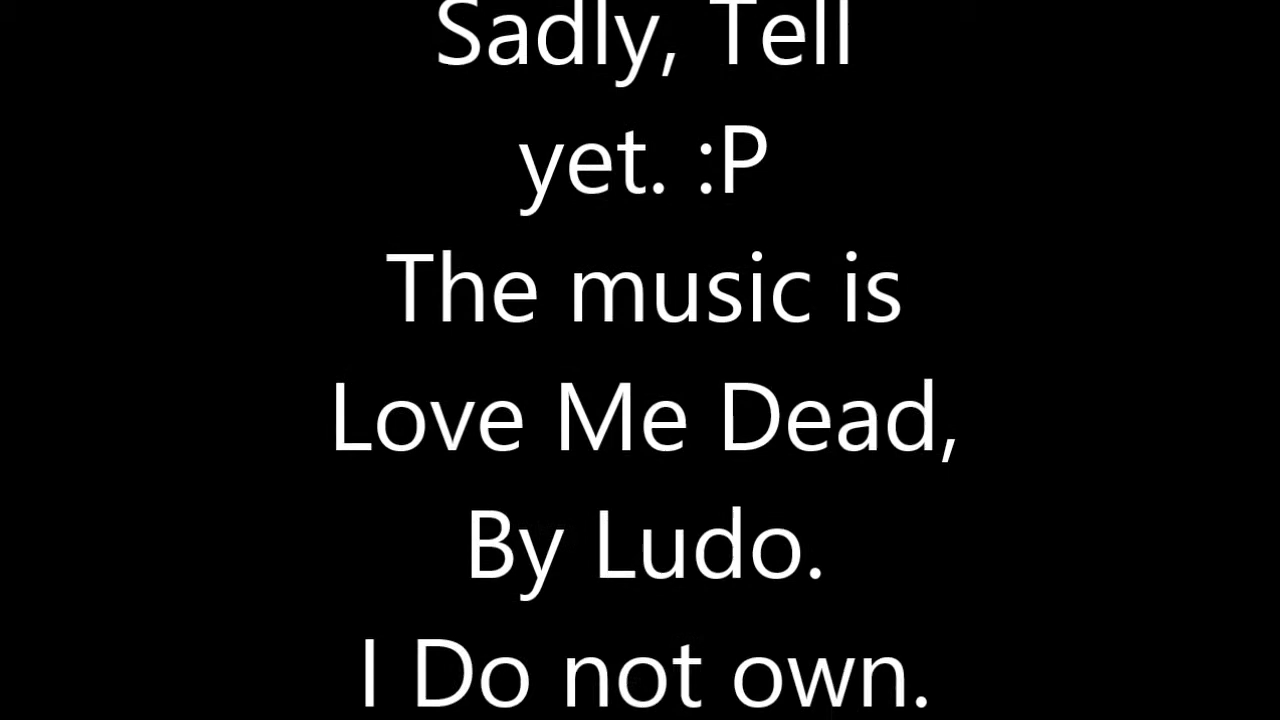 Sadly, Tell
yet. :P
The music is
Love Me Dead,
By Ludo.
I Do not own.